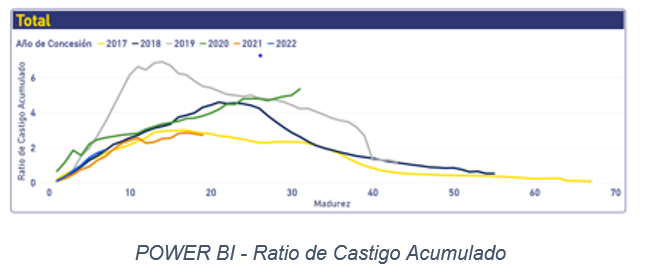 Total
Año de Concesión 2017 2018 2019 2020 2021 2022
Ratio de Castigo Acumulado
6
4
2
0
0 10 20 30 40 50 60 70
Madurez
POWER BI - Ratio de Castigo Acumulado